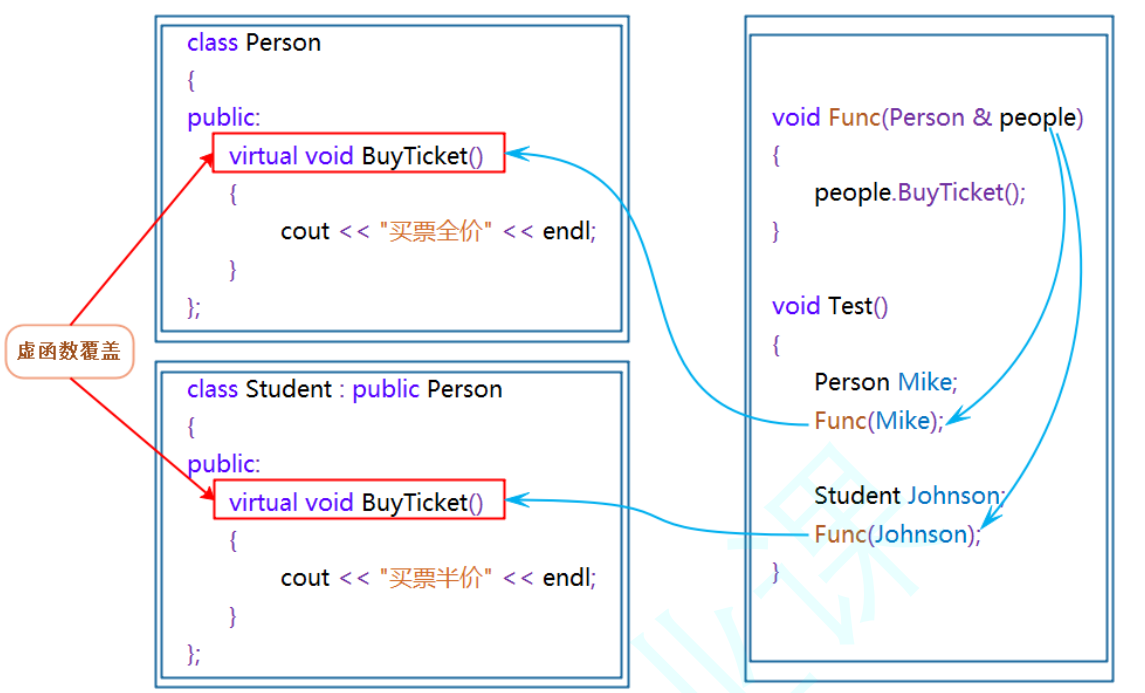 class Person
{
public:
virtual void BuyTicket()
{
cout << "买票全价" << endl;
}
};
虚函数覆盖
class Student : public Person
{
public:
virtual void BuyTicket()
{
cout << "买票半价" << endl;
}
};
void Func(Person & people)
{
people.BuyTicket();
}
void Test()
{
Person Mike;
Func(Mike);
Student Johnson;
Func(Johnson);
}
业课